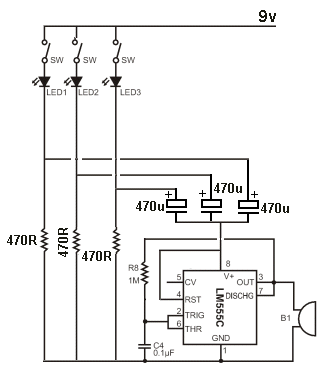 9v
SW SW SW
LED1 LED2 LED3
+ 470u + 470u + 470u
470R 470R 470R
R8
1M
8
V+
5 CV OUT 3
4 RST DISCHG 7
LM555C
2 TRIG
6 THR
GND
1
B1
C4
0.1µF